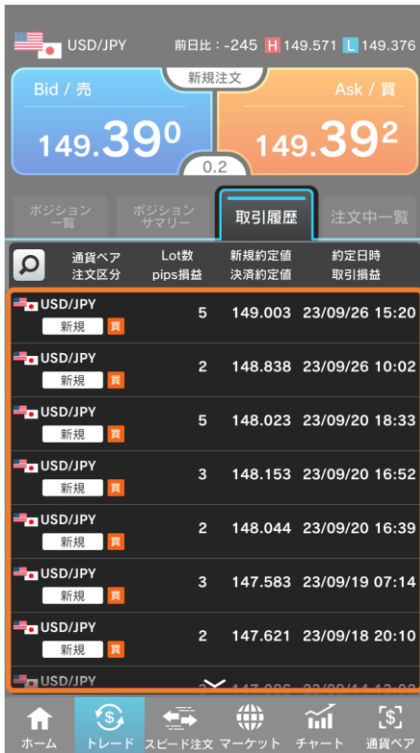 USD/JPY 前日比：-245 H 149.571 L 149.376
新規注文
Bid / 売 Ask / 買
149.390 149.392
0.2
ポジション一覧 ポジションサマリー 取引履歴 注文中一覧
通貨ペア Lot数 新規約定値 約定日時
注文区分 pips損益 決済約定値 取引損益
USD/JPY
新規 買 5 149.003 23/09/26 15:20
USD/JPY
新規 買 2 148.838 23/09/26 10:02
USD/JPY
新規 買 5 148.023 23/09/20 18:33
USD/JPY
新規 買 3 148.153 23/09/20 16:52
USD/JPY
新規 買 2 148.044 23/09/20 16:39
USD/JPY
新規 買 3 147.583 23/09/19 07:14
USD/JPY
新規 買 2 147.621 23/09/18 20:10
USD/JPY
ホーム トレード スピード注文 マーケット チャート 通貨ペア